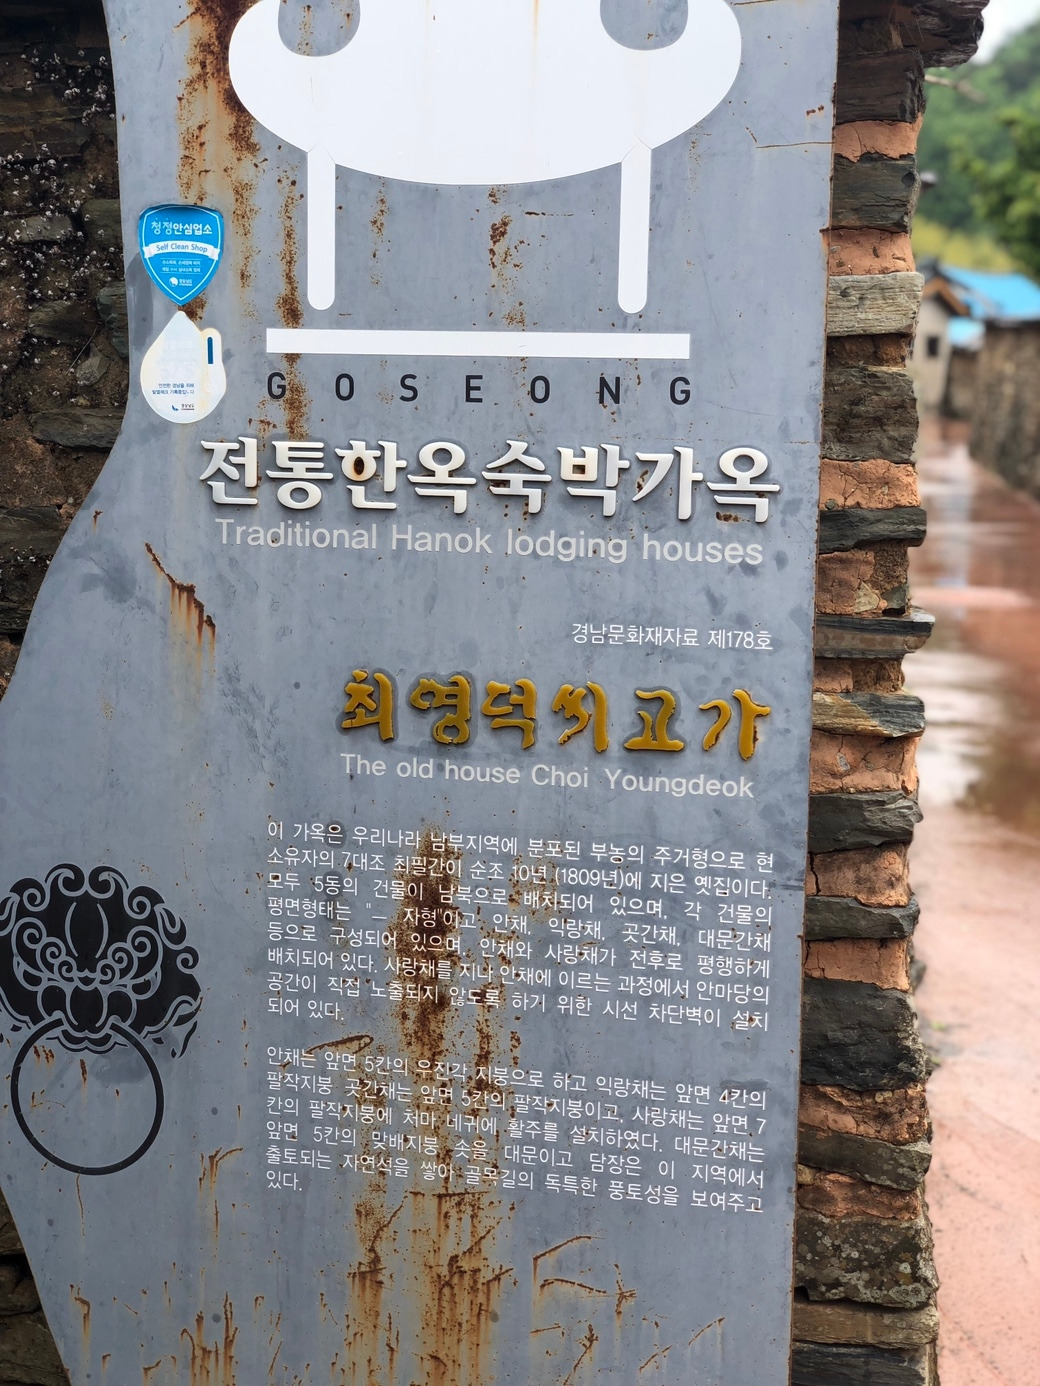 청정안심업소
Self Clean Shop
GOSEONG
전통한옥숙박가옥
Traditional Hanok lodging houses
경남문화재자료 제178호
최영덕씨고가
The old house Choi Youngdeok
이 가옥은 우리나라 남부지역에 분포된 부농의 주거형으로 현
소유자의 7대조 최필간이 순조 10년 (1809년)에 지은 옛집이다.
모두 5동의 건물이 남북으로 배치되어 있으며, 각 건물의
평면형태는 "ㅡ 자형"이고 안채, 익랑채, 곳간채, 대문간채
등으로 구성되어 있으며 안채와 사랑채가 전후로 평행하게
배치되어 있다. 사랑채를 지나 안채에 이르는 과정에서 안마당의
공간이 직접 노출되지 않도록 하기 위한 시선 차단벽이 설치
되어 있다.
안채는 앞면 5칸의 우진각 지붕으로 하고 익랑채는 앞면 4칸의
팔작지붕 곳간채는 앞면 5칸의 팔작지붕이고, 사랑채는 앞면 7
칸의 팔작지붕에 처마 네귀에 활주를 설치하였다. 대문간채는
앞면 5칸의 맞배지붕 솟을 대문이고 담장은 이 지역에서
출토되는 자연석을 쌓아 골목길의 독특한 풍토성을 보여주고
있다.